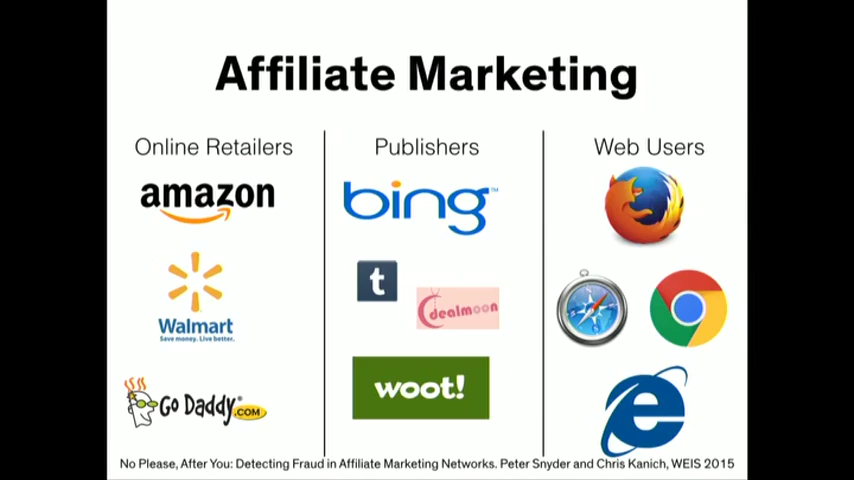 Affiliate Marketing
Online Retailers
Publishers
Web Users
amazon
bing™
Walmart
Save money. Live better.
t
dealmoon
Go Daddy®.COM
woot!
No Please, After You: Detecting Fraud in Affiliate Marketing Networks. Peter Snyder and Chris Kanich, WEIS 2015